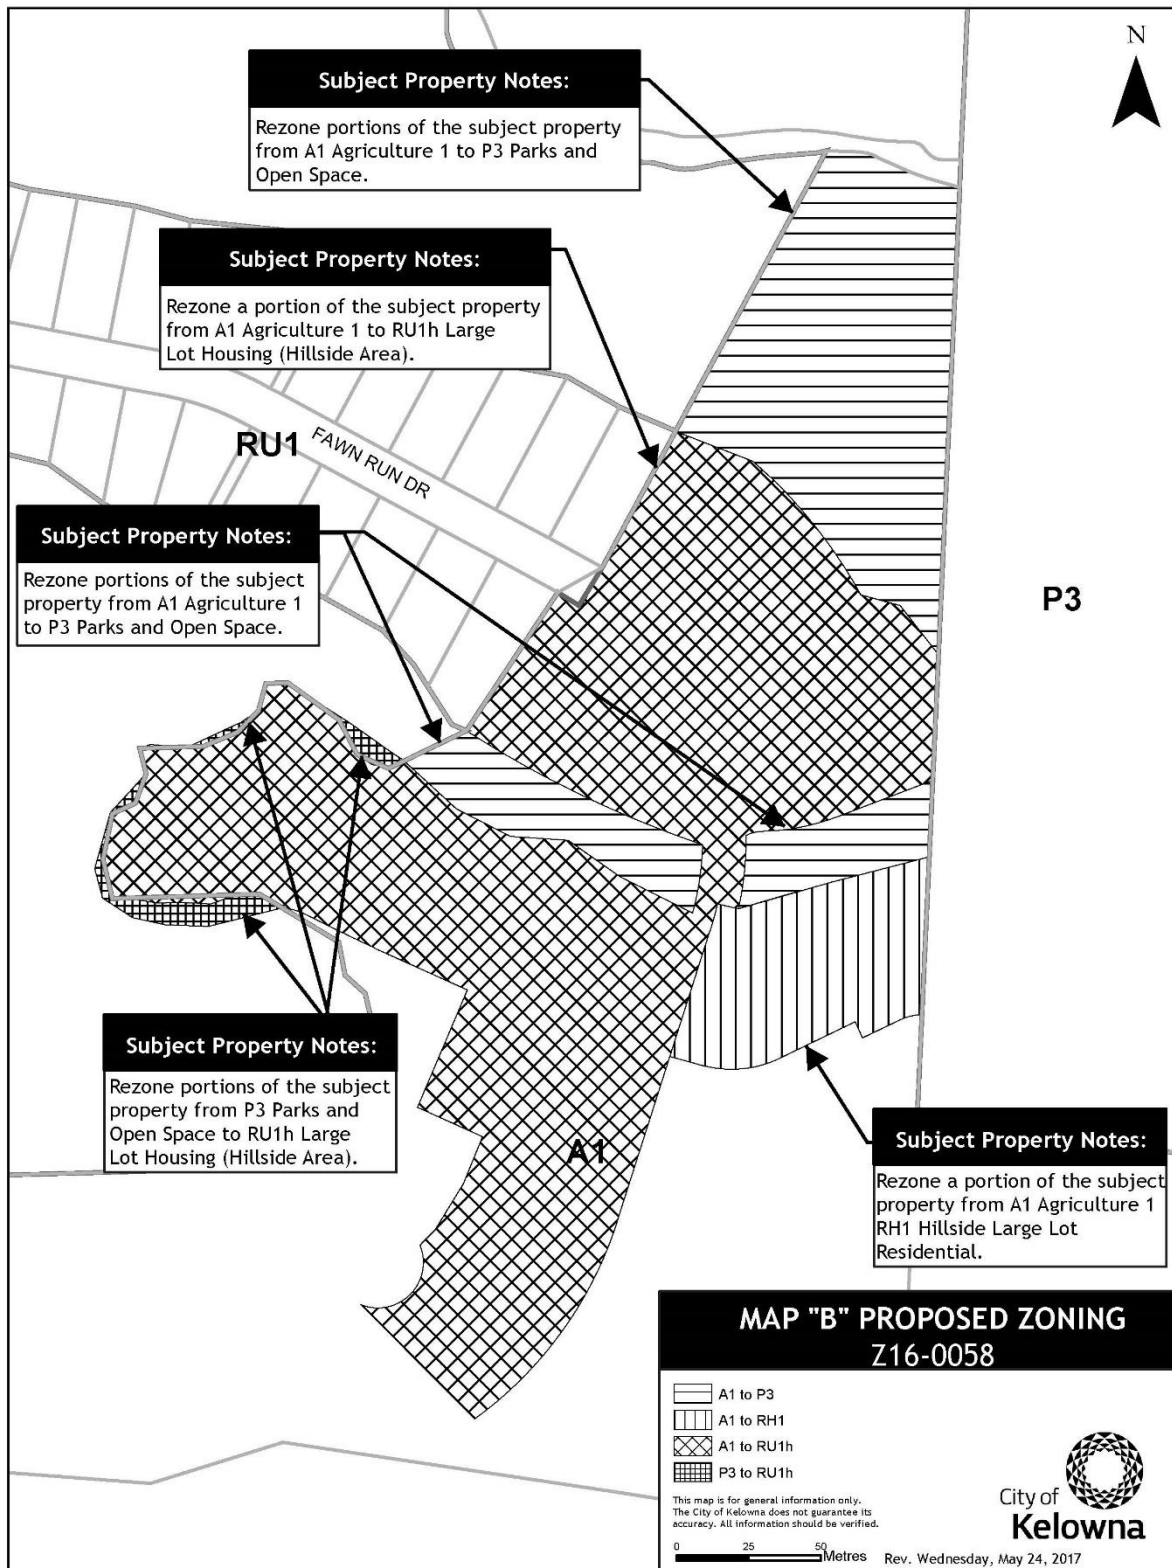 N
Subject Property Notes:
Rezone portions of the subject property
from A1 Agriculture 1 to P3 Parks and
Open Space.
Subject Property Notes:
Rezone a portion of the subject property
from A1 Agriculture 1 to RU1h Large
Lot Housing (Hillside Area).
RU1
FAWN RUN DR
Subject Property Notes:
Rezone portions of the subject
property from A1 Agriculture 1
to P3 Parks and Open Space.
P3
Subject Property Notes:
Rezone portions of the subject
property from P3 Parks and
Open Space to RU1h Large
Lot Housing (Hillside Area).
A1
Subject Property Notes:
Rezone a portion of the subject
property from A1 Agriculture 1
RH1 Hillside Large Lot
Residential.
MAP "B" PROPOSED ZONING
Z16-0058
A1 to P3
A1 to RH1
A1 to RU1h
P3 to RU1h
This map is for general information only.
The City of Kelowna does not guarantee its
accuracy. All information should be verified.
0 25 50 Metres
City of
Kelowna
Rev. Wednesday, May 24, 2017